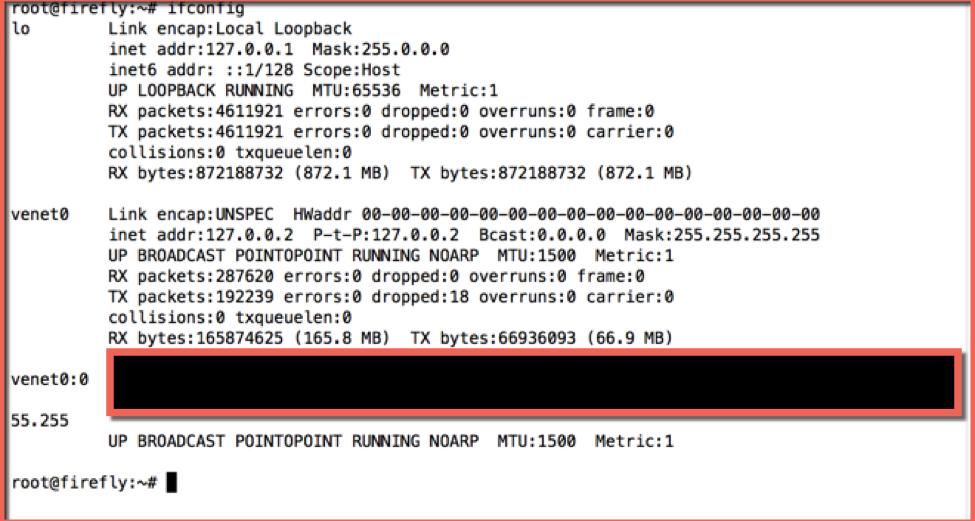 root@firefly:~# ifconfig
lo Link encap:Local Loopback
inet addr:127.0.0.1 Mask:255.0.0.0
inet6 addr: ::1/128 Scope:Host
UP LOOPBACK RUNNING MTU:65536 Metric:1
RX packets:4611921 errors:0 dropped:0 overruns:0 frame:0
TX packets:4611921 errors:0 dropped:0 overruns:0 carrier:0
collisions:0 txqueuelen:0
RX bytes:872188732 (872.1 MB) TX bytes:872188732 (872.1 MB)
venet0 Link encap:UNSPEC HWaddr 00-00-00-00-00-00-00-00-00-00-00-00-00-00-00-00
inet addr:127.0.0.2 P-t-P:127.0.0.2 Bcast:0.0.0.0 Mask:255.255.255.255
UP BROADCAST POINTOPOINT RUNNING NOARP MTU:1500 Metric:1
RX packets:287620 errors:0 dropped:0 overruns:0 frame:0
TX packets:192239 errors:0 dropped:18 overruns:0 carrier:0
collisions:0 txqueuelen:0
RX bytes:165874625 (165.8 MB) TX bytes:66936093 (66.9 MB)
venet0:0
55.255
UP BROADCAST POINTOPOINT RUNNING NOARP MTU:1500 Metric:1
root@firefly:~#